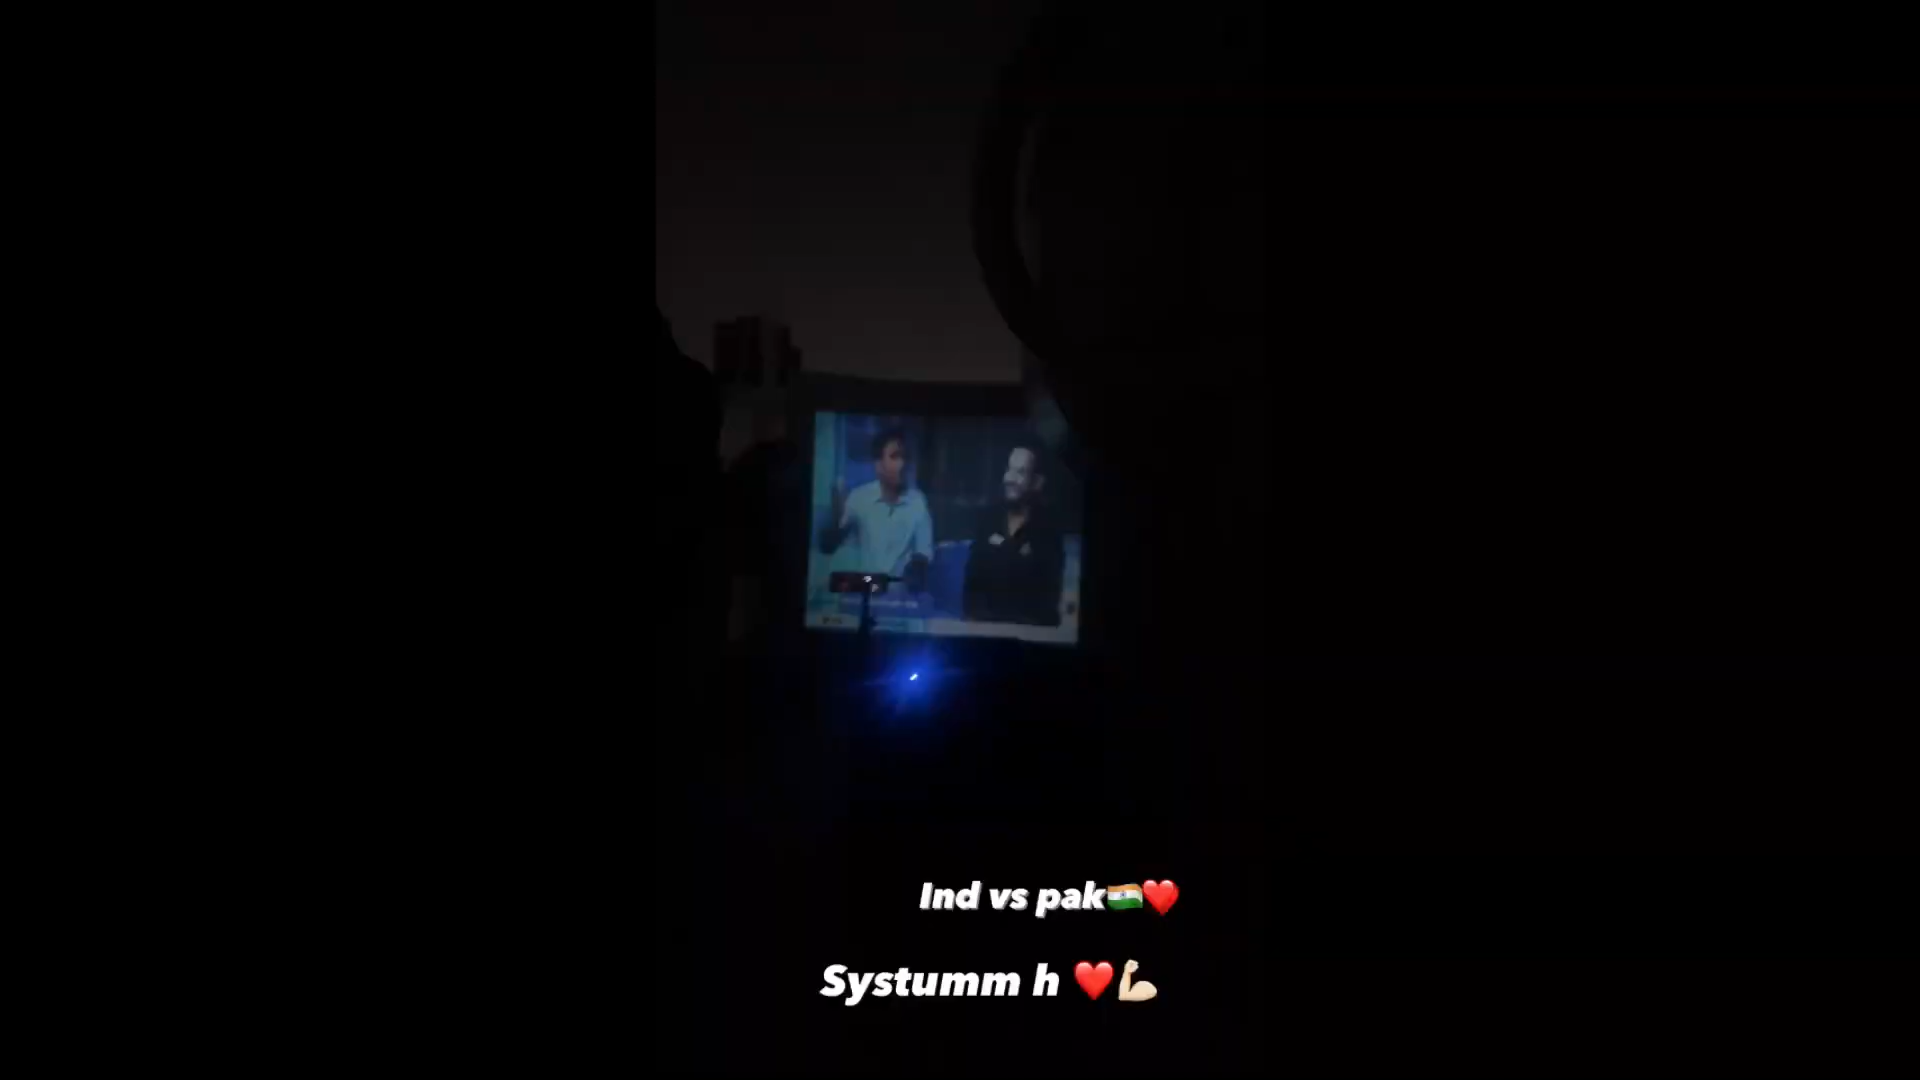 Ind vs pak🇮🇳❤️
Systumm h ❤️💪🏻